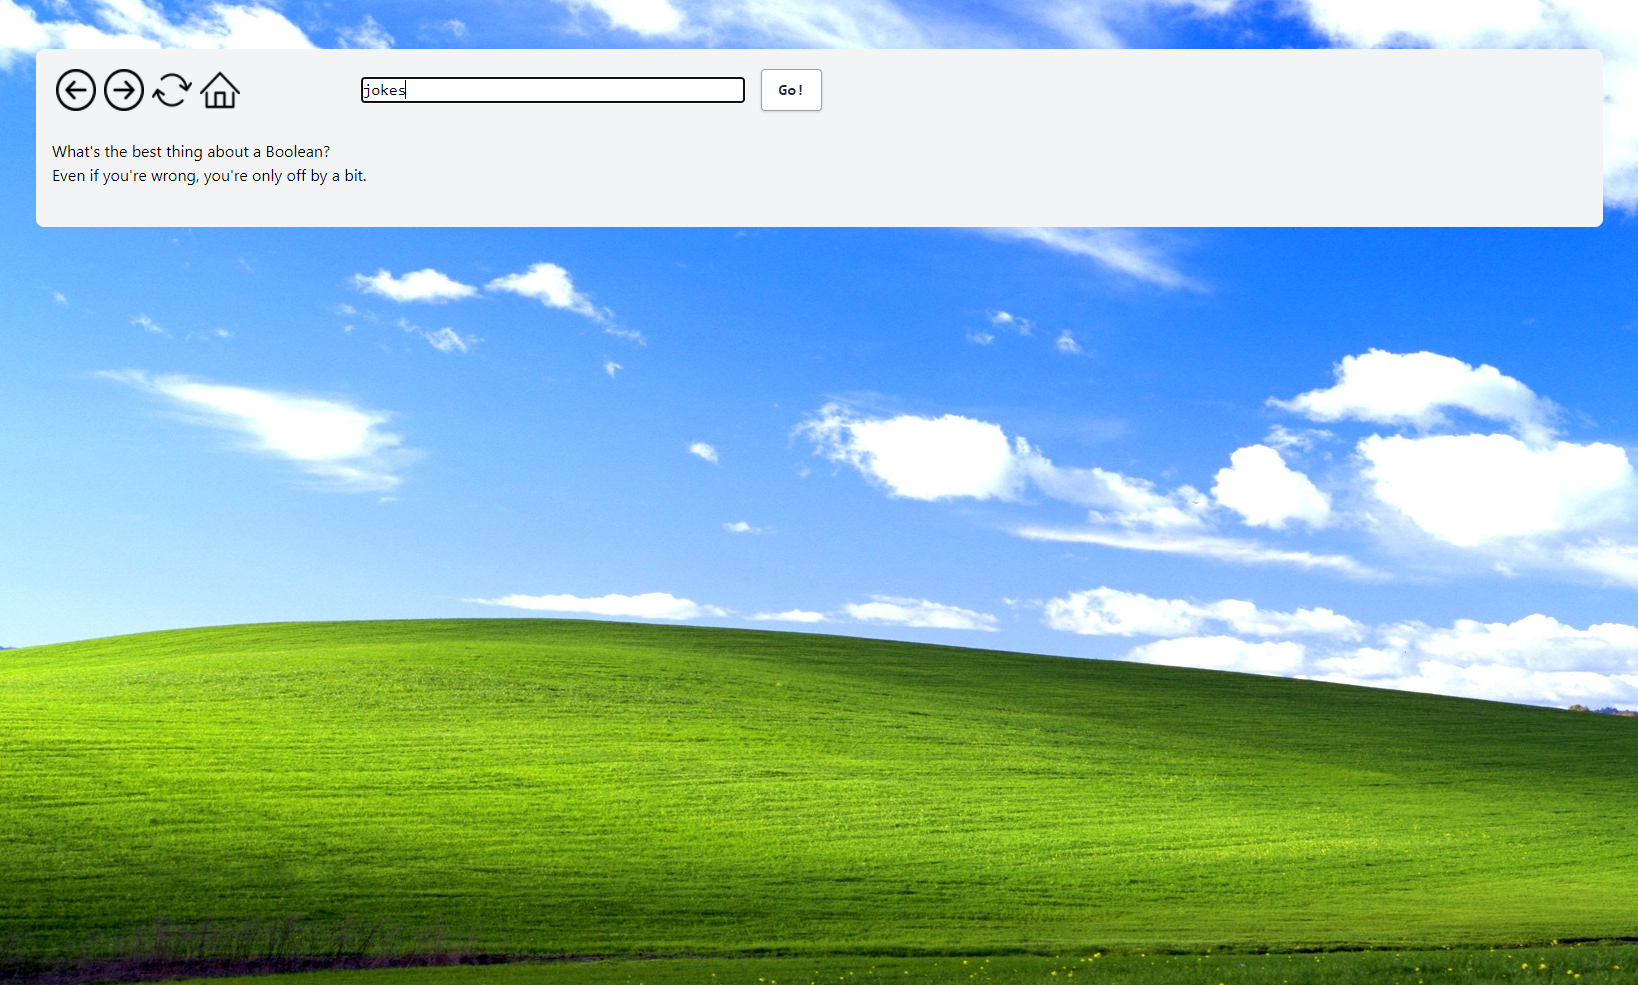 jokes
Go!
What's the best thing about a Boolean?
Even if you're wrong, you're only off by a bit.